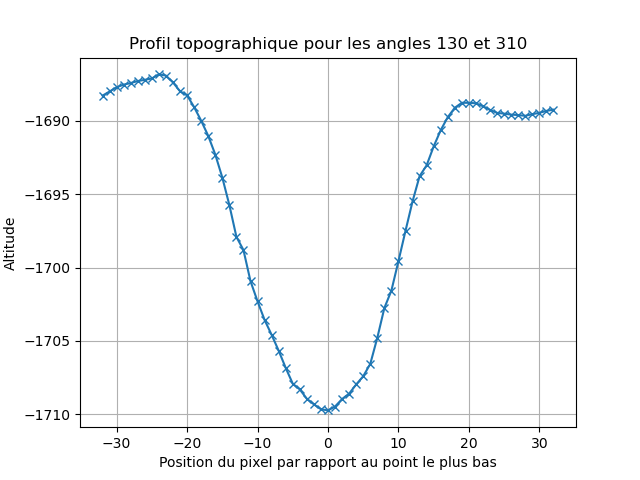 Profil topographique pour les angles 130 et 310
Altitude
−1690
−1695
−1700
−1705
−1710
−30 −20 −10 0 10 20 30
Position du pixel par rapport au point le plus bas